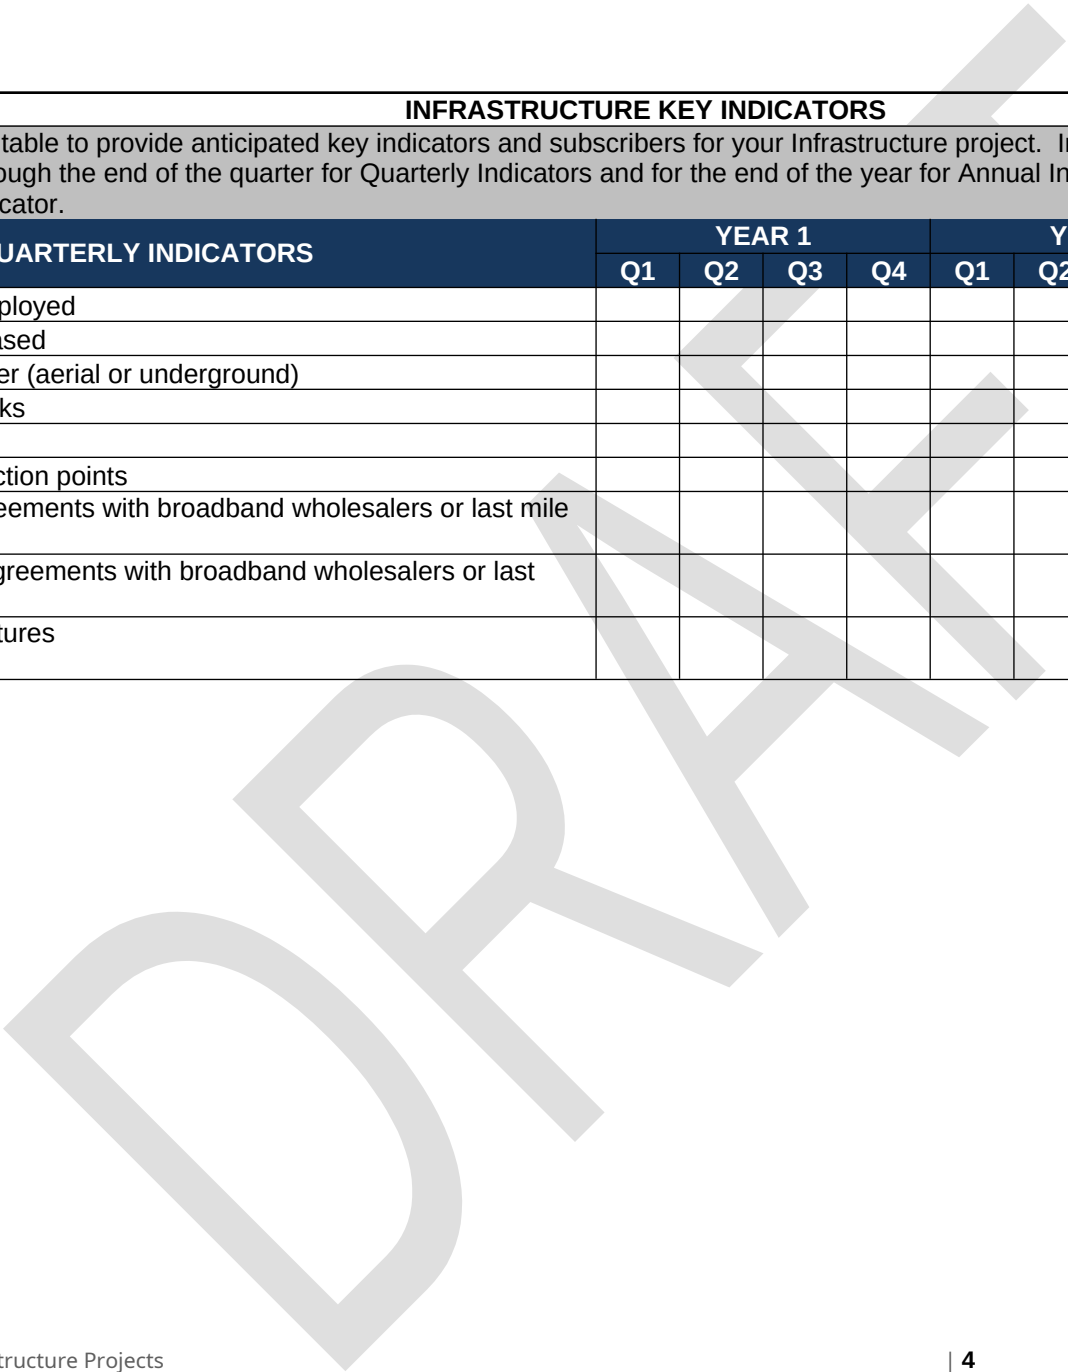 INFRASTRUCTURE KEY INDICATORS
table to provide anticipated key indicators and subscribers for your Infrastructure project.
ough the end of the quarter for Quarterly Indicators and for the end of the year for Annual In
cator.
UARTERLY INDICATORS
YEAR 1
Y
Q1 Q2 Q3 Q4 Q1 Q2
ployed
ased
er (aerial or underground)
ks
ction points
eements with broadband wholesalers or last mile
greements with broadband wholesalers or last
tures
DRAF
tructure Projects
| 4